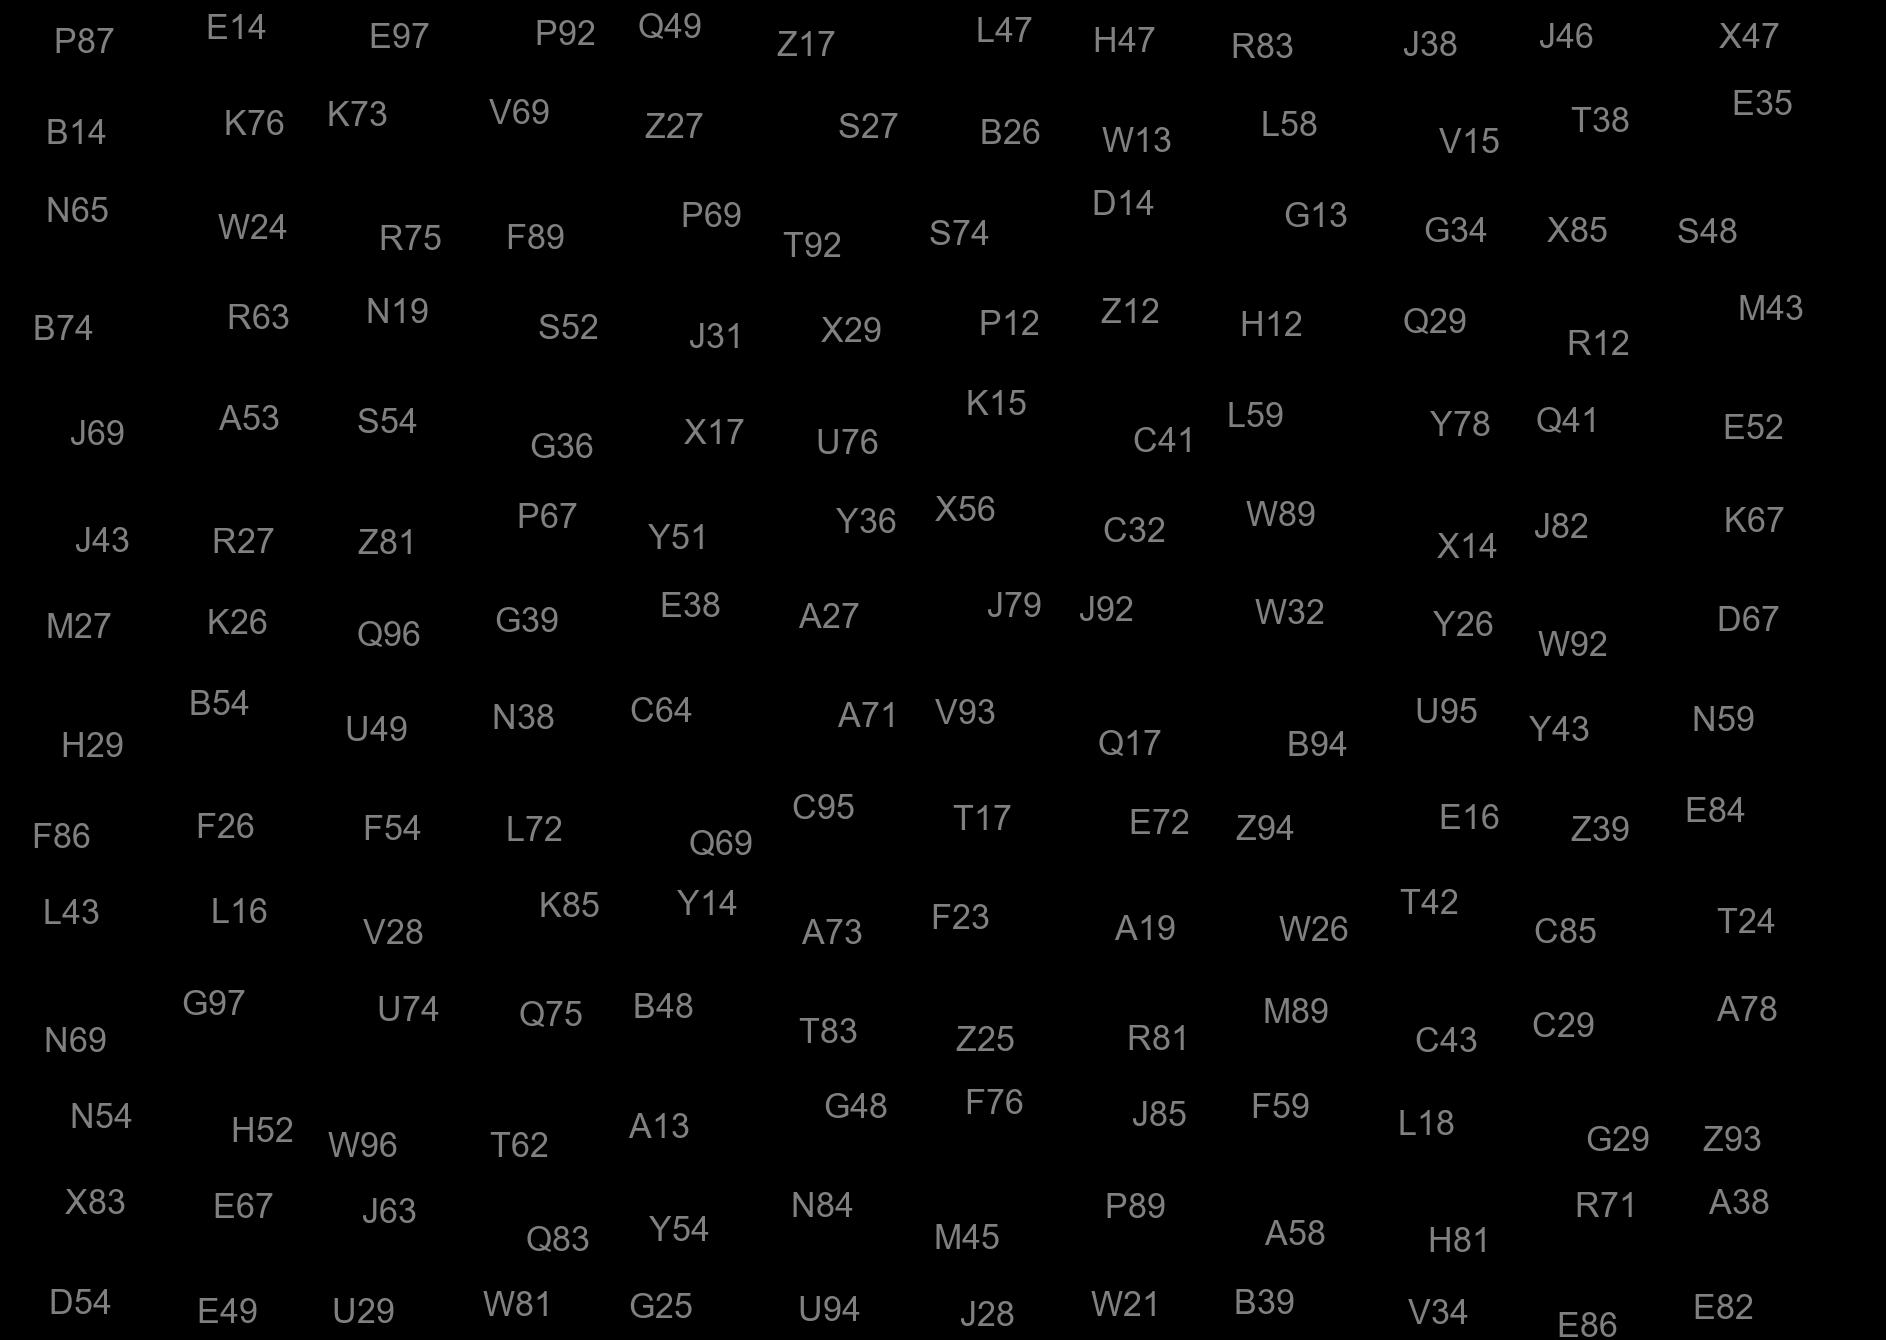 P87 E14 E97 P92 Q49 Z17 L47 H47 R83 J38 J46 X47
B14 K76 K73 V69 Z27 S27 B26 W13 L58 V15 T38 E35
N65 W24 R75 F89 P69 T92 S74 D14 G13 G34 X85 S48
B74 R63 N19 S52 J31 X29 P12 Z12 H12 Q29 R12 M43
J69 A53 S54 G36 X17 U76 K15 C41 L59 Y78 Q41 E52
J43 R27 Z81 P67 Y51 Y36 X56 C32 W89 X14 J82 K67
M27 K26 Q96 G39 E38 A27 J79 J92 W32 Y26 W92 D67
H29 B54 U49 N38 C64 A71 V93 Q17 B94 U95 Y43 N59
F86 F26 F54 L72 Q69 C95 T17 E72 Z94 E16 Z39 E84
L43 L16 V28 K85 Y14 A73 F23 A19 W26 T42 C85 T24
N69 G97 U74 Q75 B48 T83 Z25 R81 M89 C43 C29 A78
N54 H52 W96 T62 A13 G48 F76 J85 F59 L18 G29 Z93
X83 E67 J63 Q83 Y54 N84 M45 P89 A58 H81 R71 A38
D54 E49 U29 W81 G25 U94 J28 W21 B39 V34 E86 E82